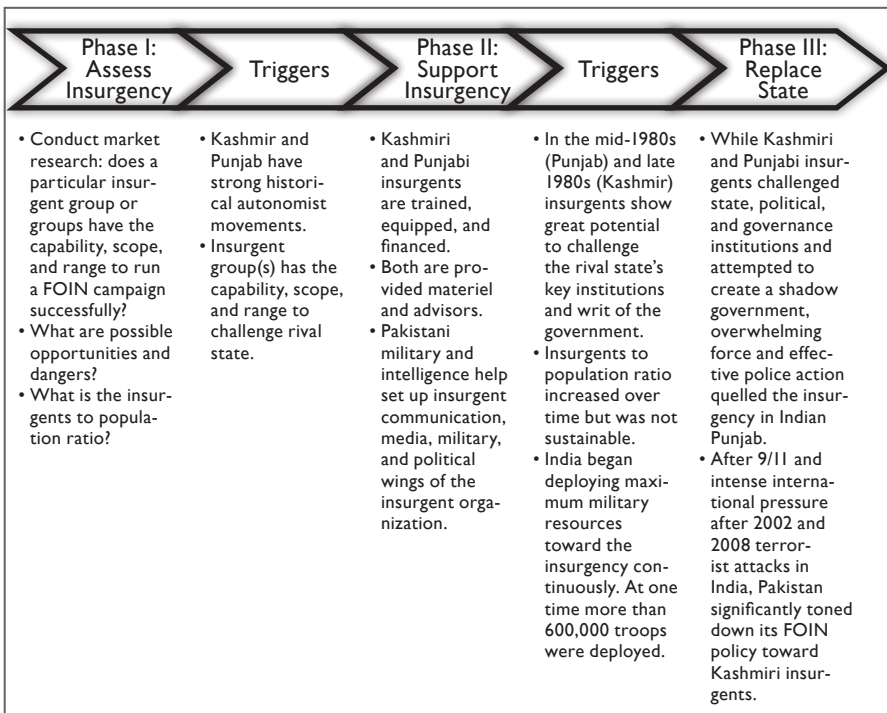 Phase I:
Assess
Insurgency
Triggers
Phase II:
Support
Insurgency
Triggers
Phase III:
Replace
State
• Conduct market
research: does a
particular insur-
gent group or
groups have the
capability, scope,
and range to run
a FOIN campaign
successfully?
• What are possible
opportunities and
dangers?
• What is the insur-
gents to popula-
tion ratio?
• Kashmir and
Punjab have
strong histori-
cal autonomist
movements.
• Insurgent
group(s) has the
capability, scope,
and range to
challenge rival
state.
• Kashmiri
and Punjabi
insurgents
are trained,
equipped, and
financed.
• Both are pro-
vided materiel
and advisors.
• Pakistani
military and
intelligence help
set up insurgent
communication,
media, military,
and political
wings of the
insurgent orga-
nization.
• In the mid-1980s
(Punjab) and late
1980s (Kashmir)
insurgents show
great potential
to challenge
the rival state's
key institutions
and writ of the
government.
• Insurgents to
population ratio
increased over
time but was not
sustainable.
• India began
deploying maxi-
mum military
resources
toward the
insurgency con-
tinuously. At one
time more than
600,000 troops
were deployed.
• While Kashmiri
and Punjabi insur-
gents challenged
state, political,
and governance
institutions and
attempted to
create a shadow
government,
overwhelming
force and effec-
tive police action
quelled the insur-
gency in Indian
Punjab.
• After 9/11 and
intense interna-
tional pressure
after 2002 and
2008 terror-
ist attacks in
India, Pakistan
significantly toned
down its FOIN
policy toward
Kashmiri insur-
gents.